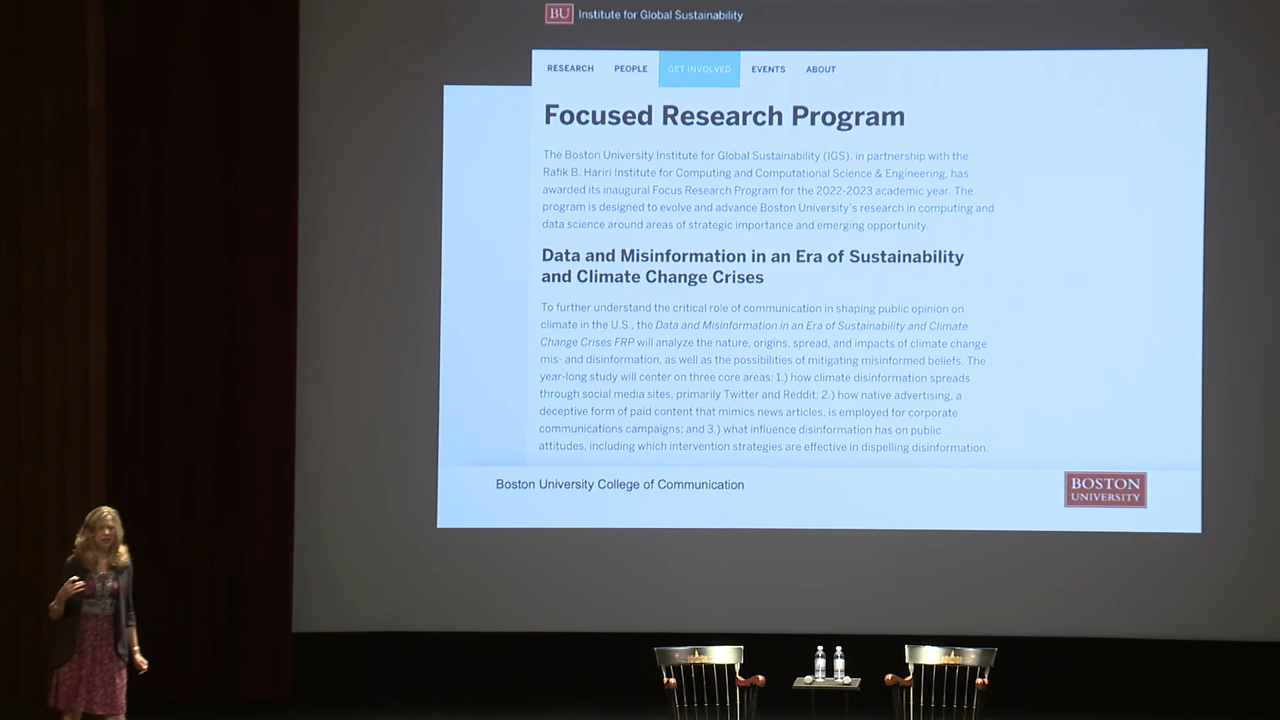 BU Institute for Global Sustainability
RESEARCH PEOPLE GET INVOLVED EVENTS ABOUT
Focused Research Program
The Boston University Institute for Global Sustainability (IGS), in partnership with the
Rafik B. Hariri Institute for Computing and Computational Science & Engineering, has
awarded its inaugural Focus Research Program for the 2022-2023 academic year. The
program is designed to evolve and advance Boston University's research in computing and
data science around areas of strategic importance and emerging opportunity.
Data and Misinformation in an Era of Sustainability
and Climate Change Crises
To further understand the critical role of communication in shaping public opinion on
climate in the U.S., the Data and Misinformation in an Era of Sustainability and Climate
Change Crises FRP will analyze the nature, origins, spread, and impacts of climate change
mis- and disinformation, as well as the possibilities of mitigating misinformed beliefs. The
year-long study will center on three core areas: 1.) how climate disinformation spreads
through social media sites, primarily Twitter and Reddit; 2.) how native advertising, a
deceptive form of paid content that mimics news articles, is employed for corporate
communications campaigns; and 3.) what influence disinformation has on public
attitudes, including which intervention strategies are effective in dispelling disinformation.
Boston University College of Communication
BOSTON
UNIVERSITY